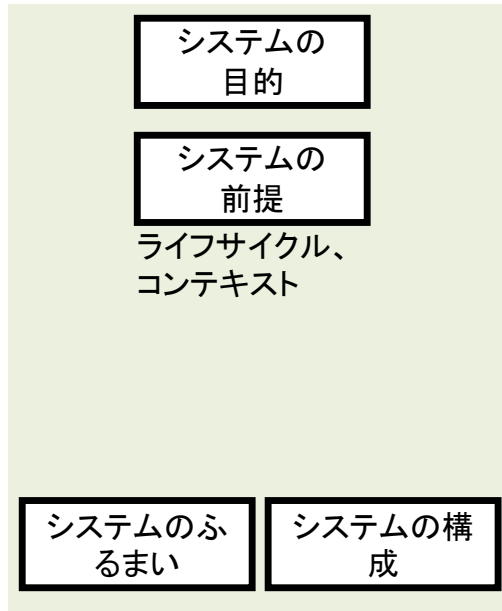 システムの
目的
システムの
前提
ライフサイクル、
コンテキスト
システムのふ
るまい
システムの構
成